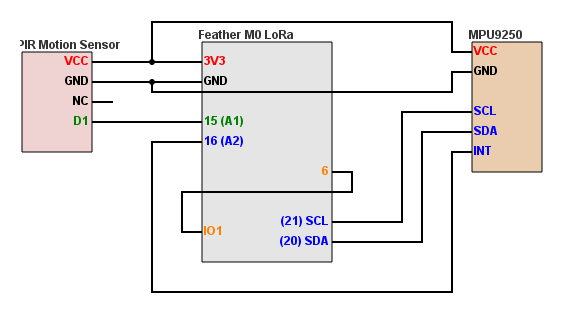 PIR Motion Sensor
VCC
GND
NC
D1
Feather M0 LoRa
3V3
GND
15 (A1)
16 (A2)
6
IO1
(21) SCL
(20) SDA
MPU9250
VCC
GND
SCL
SDA
INT